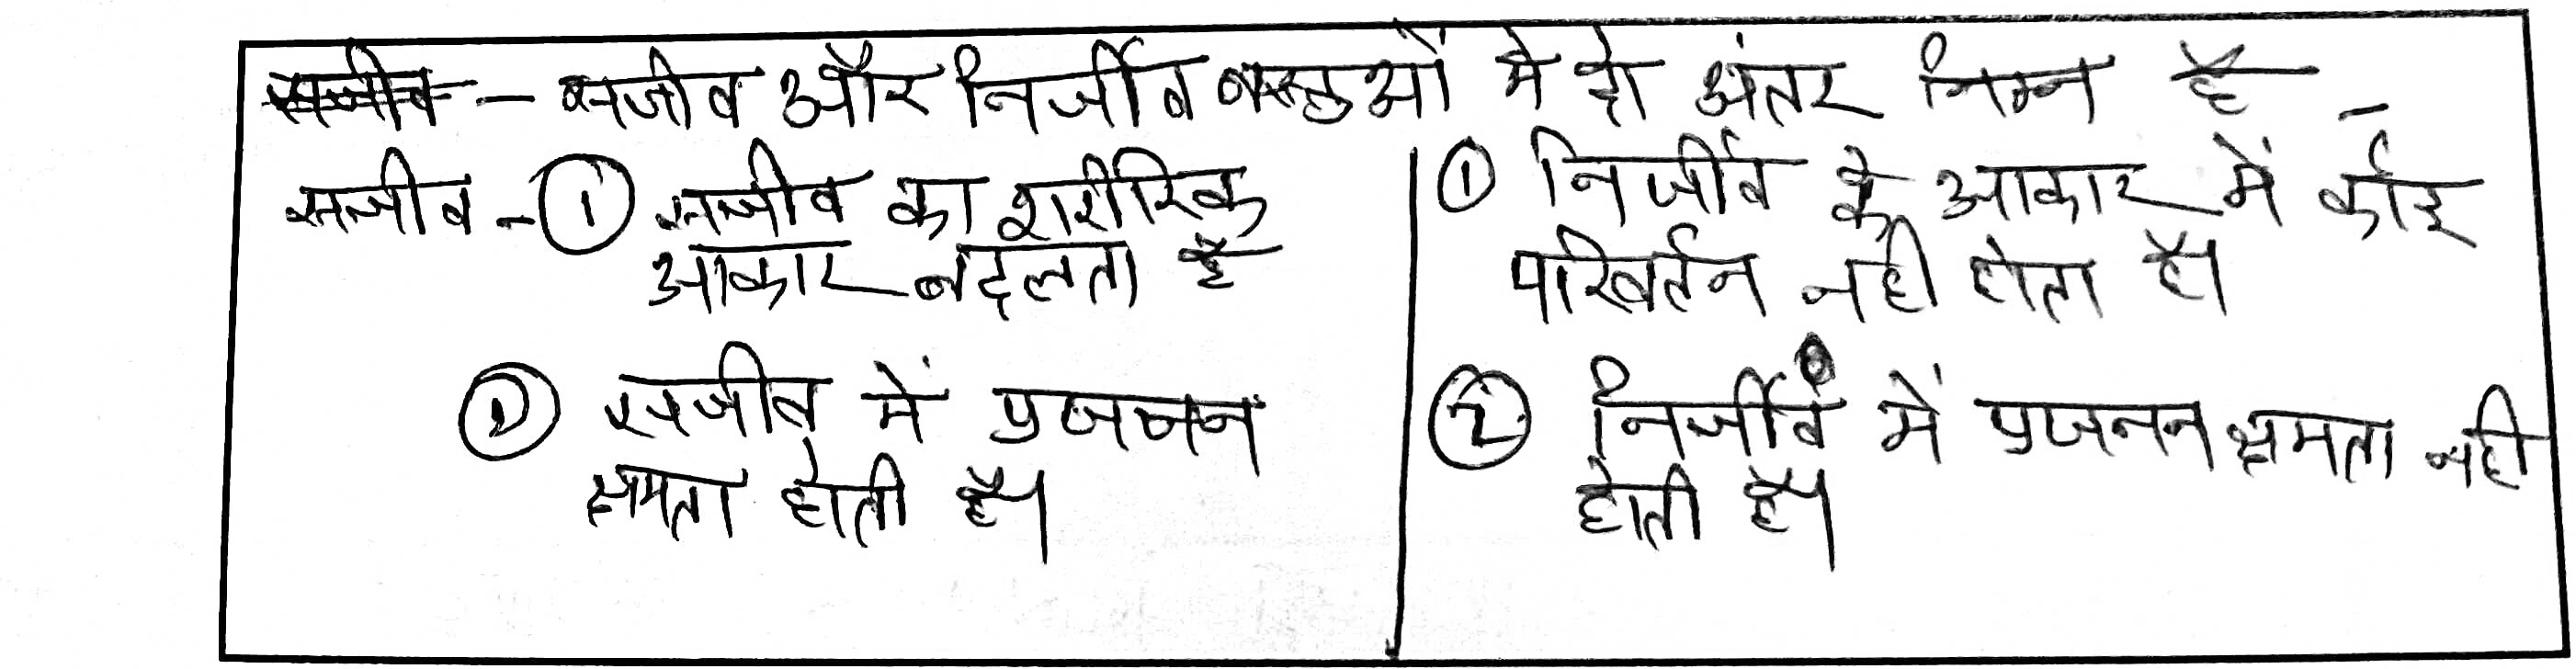 सजीव - सजीव और निर्जीव वस्तुओं मे दो अंतर निम्न है -
सजीव - ① सजीव का शारीरिक
आकार बदलता है
② सजीव में प्रजनन
क्षमता होती है।
① निर्जीव के आकार में कोई
परिवर्तन नही होता है।
② निर्जीव में प्रजनन क्षमता नही
होती है।